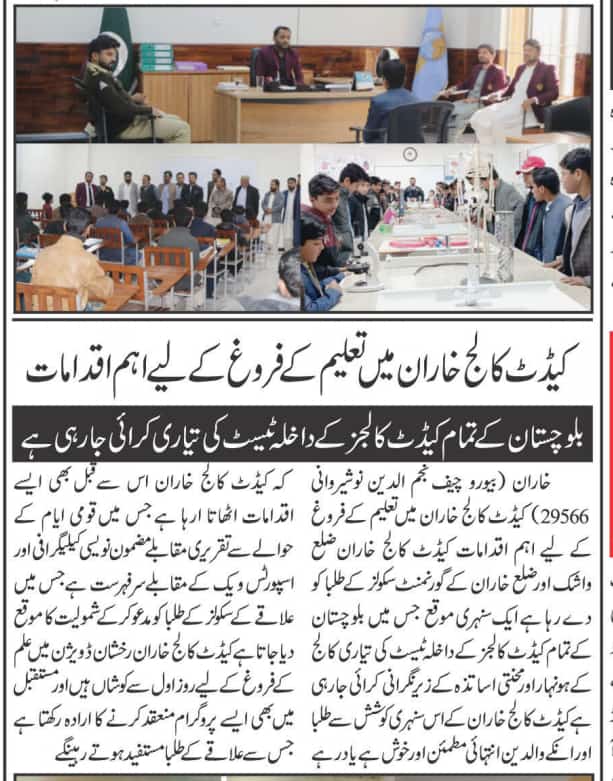 کیڈٹ کالج خاران میں تعلیم کے فروغ کے لیے اہم اقدامات
بلوچستان کے تمام کیڈٹ کالجز کے داخلہ ٹیسٹ کی تیاری کرائی جارہی ہے
خاران (بیورو چیف نجم الدین نوشیروانی
29566) کیڈٹ کالج خاران میں تعلیم کے فروغ
کے لیے اہم اقدامات کیڈٹ کالج خاران ضلع
واشک اور ضلع خاران کے گورنمنٹ سکولز کے طلبا کو
دے رہا ہے ایک سنہری موقع جس میں بلوچستان
کے تمام کیڈٹ کالجز کے داخلہ ٹیسٹ کی تیاری کالج
کے ہونہار اور محنتی اساتذہ کے زیر نگرانی کرائی جارہی
ہے کیڈٹ کالج خاران کے اس سنہری کوشش سے طلبا
اور انکے والدین انتہائی مطمئن اور خوش ہے یاد رہے
کہ کیڈٹ کالج خاران اس سے قبل بھی ایسے
اقدامات اٹھاتا رہا ہے جس میں قومی ایام کے
حوالے سے تقریری مقابلے مضمون نویسی کیلیگرافی اور
اسپورٹس ویک کے مقابلے سرفہرست ہے جس میں
علاقے کے سکولز کے طلبا کو مدعو کر کے شمولیت کا موقع
دیا جاتا ہے کیڈٹ کالج خاران رخشان ڈویژن میں علم
کے فروغ کے لیے روز اول سے کوشاں ہیں اور مستقبل
میں بھی ایسے پروگرام منعقد کرنے کا ارادہ رکھتا ہے
جس سے علاقے کے طلبا مستفید ہوتے رہینگے